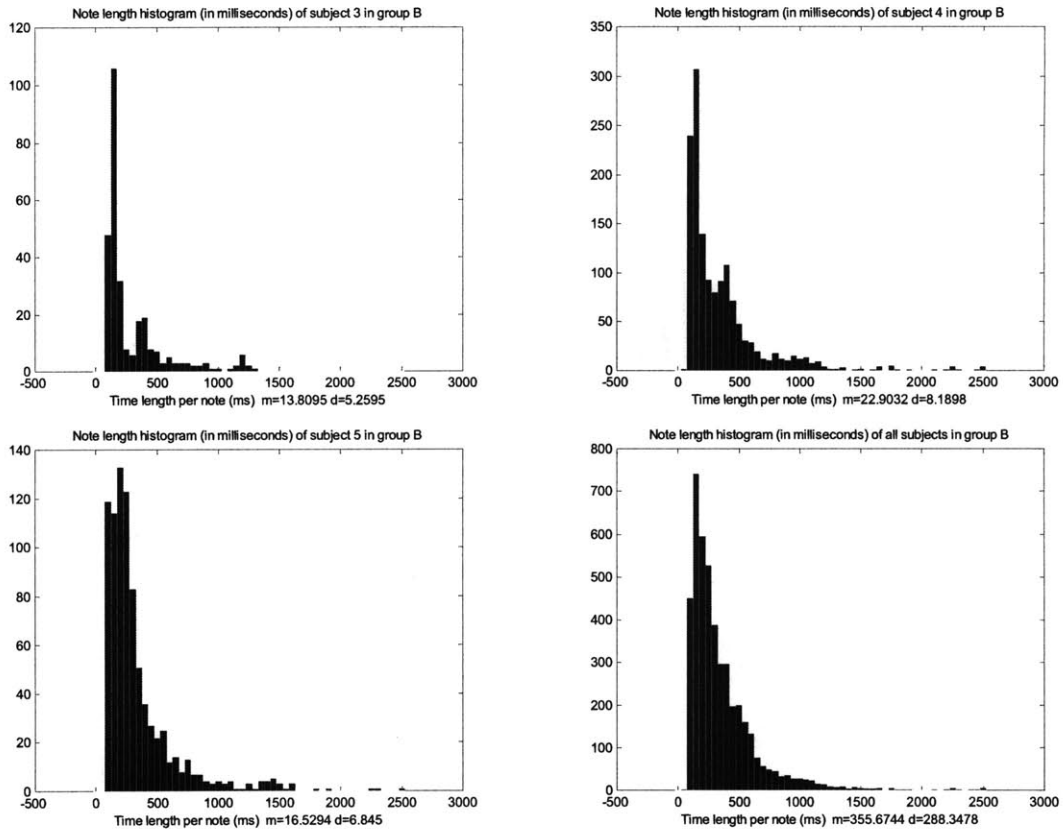 Note length histogram (in milliseconds) of subject 3 in group B
120
100
80
60
40
20
0
-500 0 500 1000 1500 2000 2500 3000
Time length per note (ms) m=13.8095 d=5.2595
Note length histogram (in milliseconds) of subject 4 in group B
350
300
250
200
150
100
50
0
-500 0 500 1000 1500 2000 2500 3000
Time length per note (ms) m=22.9032 d=8.1898
Note length histogram (in milliseconds) of subject 5 in group B
140
120
100
80
60
40
20
0
-500 0 500 1000 1500 2000 2500 3000
Time length per note (ms) m=16.5294 d=6.845
Note length histogram (in milliseconds) of all subjects in group B
800
700
600
500
400
300
200
100
0
-500 0 500 1000 1500 2000 2500 3000
Time length per note (ms) m=355.6744 d=288.3478